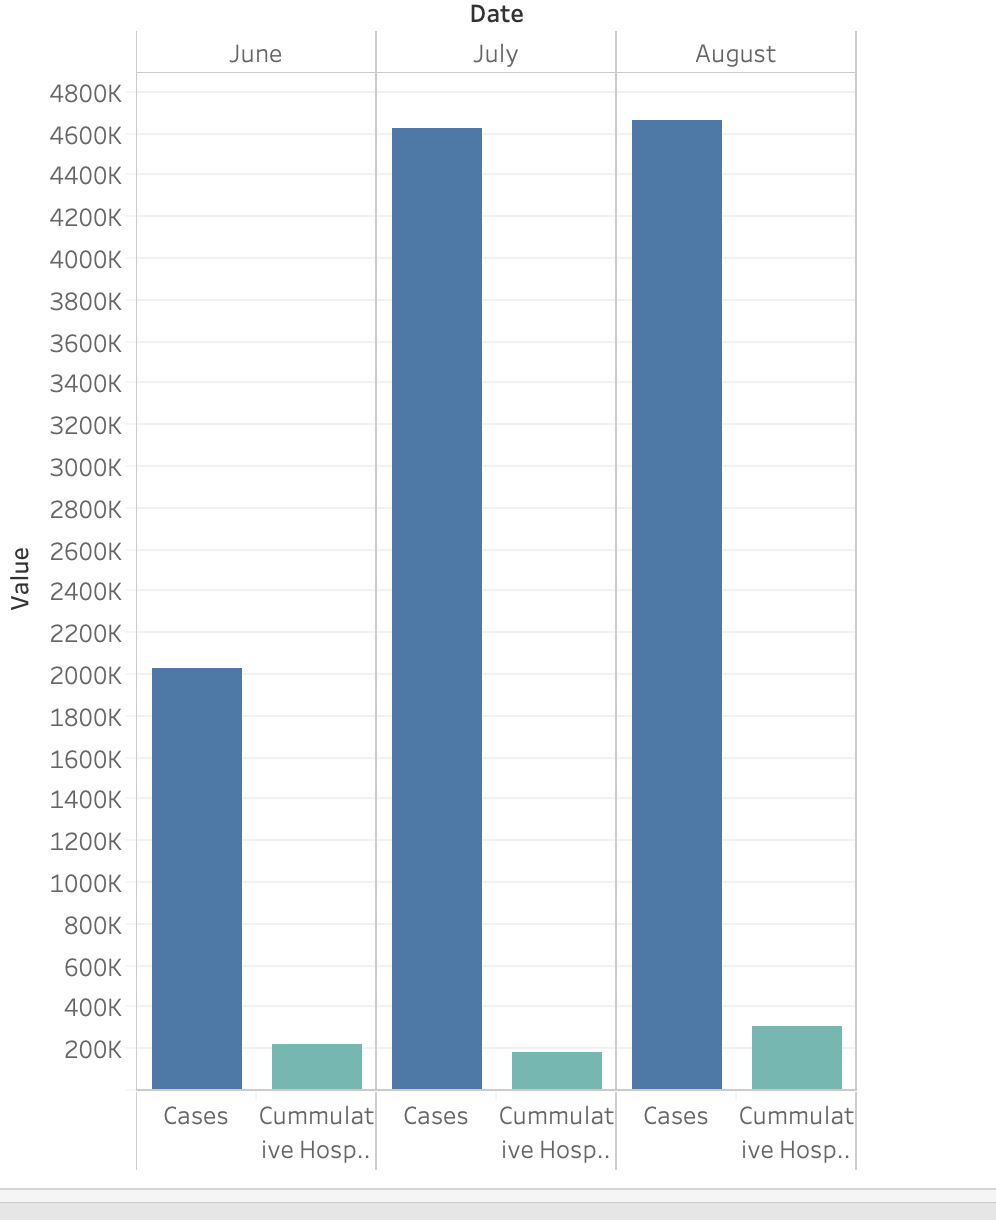 Date
June July August
4800K
4600K
4400K
4200K
4000K
3800K
3600K
3400K
3200K
3000K
2800K
2600K
2400K
2200K
2000K
1800K
1600K
1400K
1200K
1000K
800K
600K
400K
200K
Value
Cases Cummulat Cases Cummulat Cases Cummulat
ive Hosp.. ive Hosp.. ive Hosp..